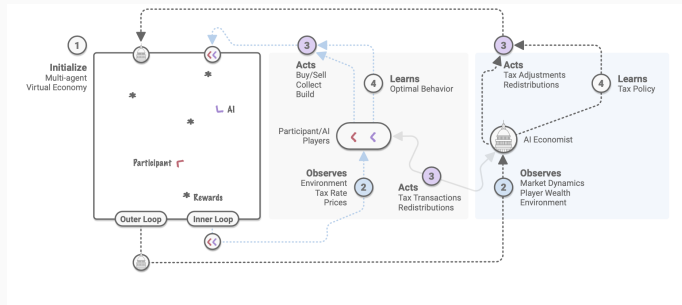 1
Initialize
Multi-agent
Virtual Economy
AI
Participant
Rewards
Outer Loop
Inner Loop
3
Acts
Buy/Sell
Collect
Build
4
Learns
Optimal Behavior
Participant/AI
Players
Observes
Environment
Tax Rate
Prices
2
3
Acts
Tax Transactions
Redistributions
3
Acts
Tax Adjustments
Redistributions
4
Learns
Tax Policy
AI Economist
2
Observes
Market Dynamics
Player Wealth
Environment